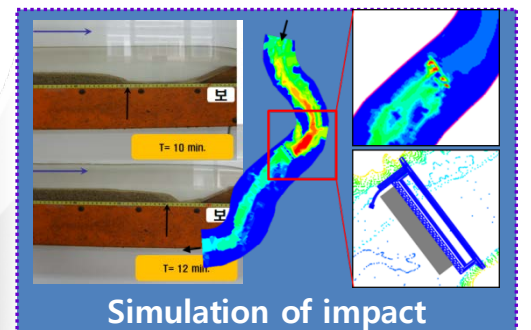 보
T= 10 min.
보
T= 12 min.
Simulation of impact